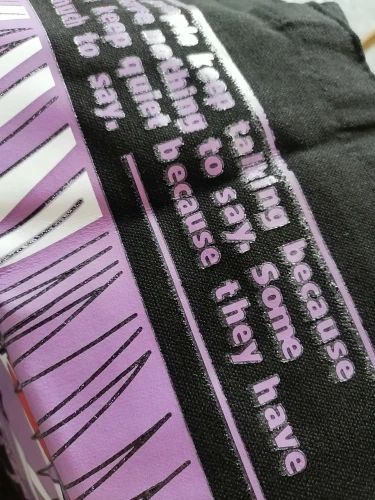 keep talking because
nothing to say. Some
keep quiet because they have
to say.